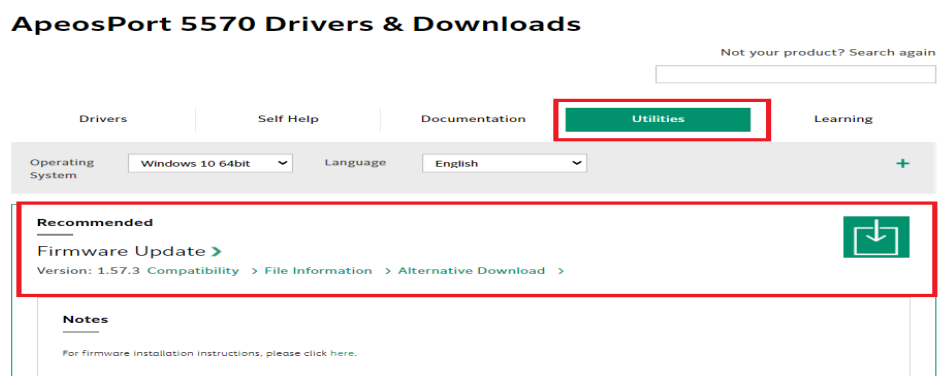 ApeosPort 5570 Drivers & Downloads
Not your product? Search again
Drivers Self Help Documentation Utilities Learning
Operating System Windows 10 64bit Language English +
Recommended
Firmware Update >
Version: 1.57.3 Compatibility > File Information > Alternative Download >
Notes
For firmware installation instructions, please click here.